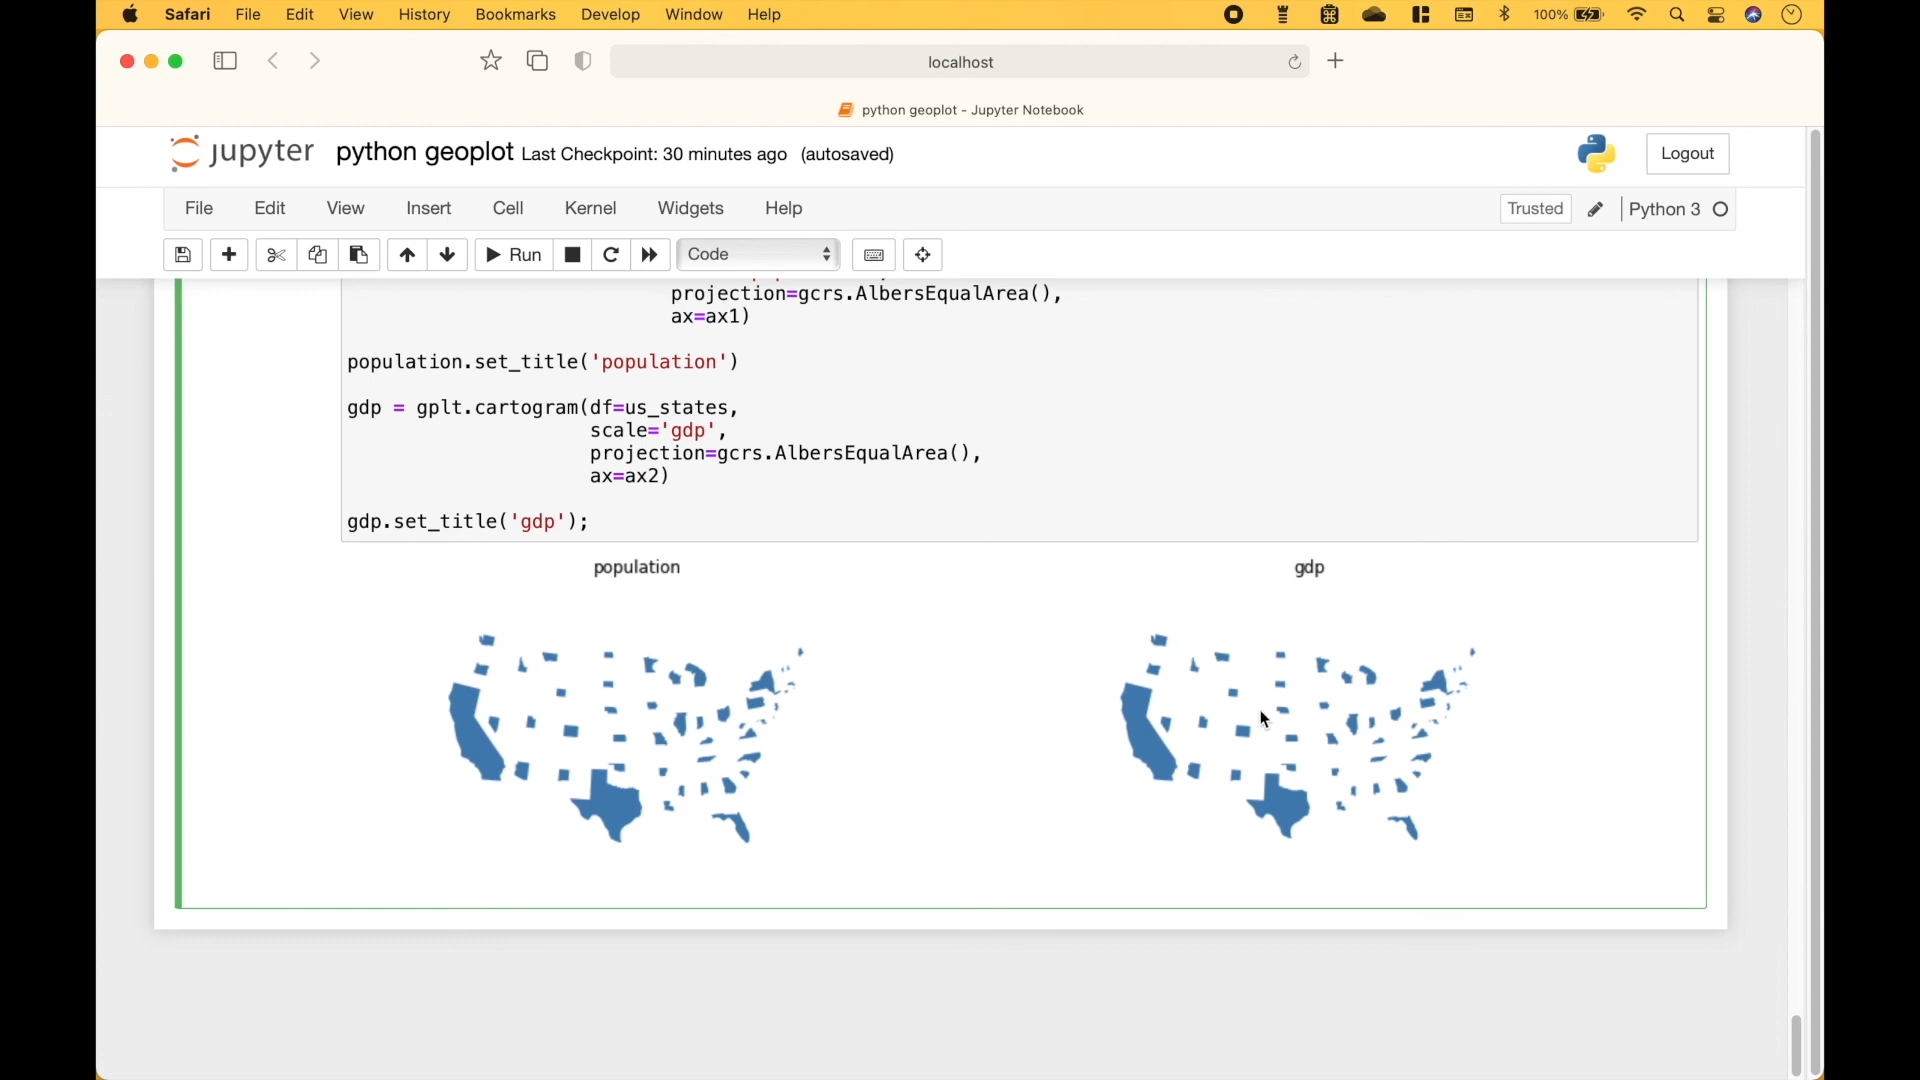 Safari File Edit View History Bookmarks Develop Window Help 100%
localhost
python geoplot - Jupyter Notebook
jupyter python geoplot Last Checkpoint: 30 minutes ago (autosaved) Logout
File Edit View Insert Cell Kernel Widgets Help Trusted Python 3
Run Code
projection=gcrs.AlbersEqualArea(),
ax=ax1)
population.set_title('population')
gdp = gplt.cartogram(df=us_states,
scale='gdp',
projection=gcrs.AlbersEqualArea(),
ax=ax2)
gdp.set_title('gdp');
population gdp